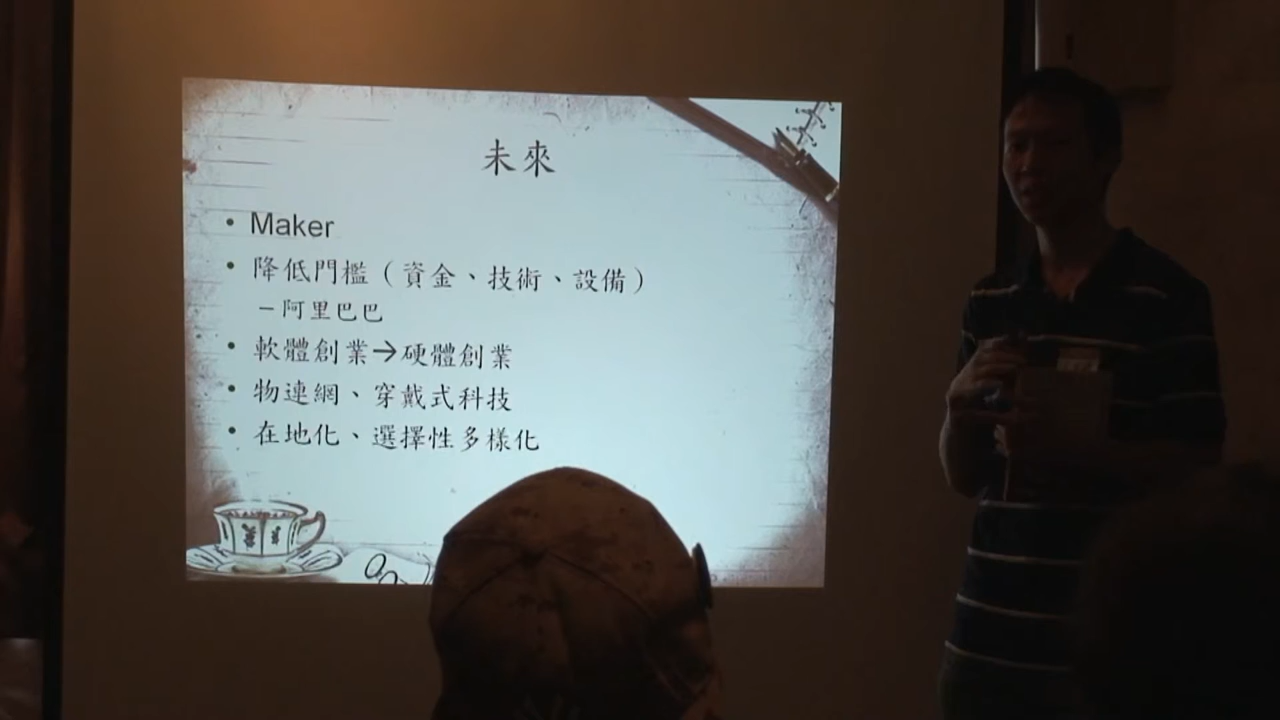 未來
• Maker
• 降低門檻（資金、技術、設備）
－阿里巴巴
• 軟體創業→硬體創業
• 物連網、穿戴式科技
• 在地化、選擇性多樣化